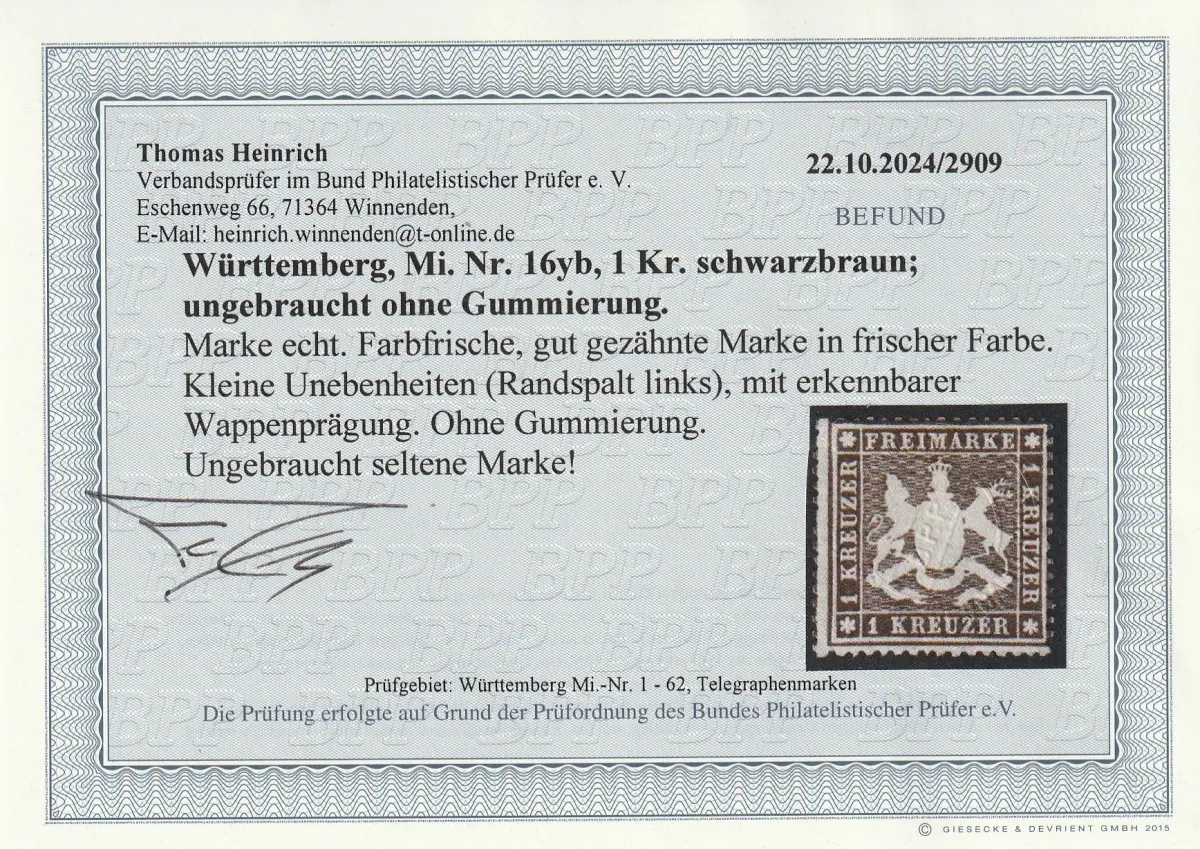 Thomas Heinrich
Verbandsprüfer im Bund Philatelistischer Prüfer e. V.
Eschenweg 66, 71364 Winnenden,
E-Mail: heinrich.winnenden@t-online.de
22.10.2024/2909
BEFUND
Württemberg, Mi. Nr. 16yb, 1 Kr. schwarzbraun;
ungebraucht ohne Gummierung.
Marke echt. Farbfrische, gut gezähnte Marke in frischer Farbe.
Kleine Unebenheiten (Randspalt links), mit erkennbarer
Wappenprägung. Ohne Gummierung.
Ungebraucht seltene Marke!
FREIMARKE
1 KREUZER
1 KREUZER
1 KREUZER
Prüfgebiet: Württemberg Mi.-Nr. 1 - 62, Telegraphenmarken
Die Prüfung erfolgte auf Grund der Prüfordnung des Bundes Philatelistischer Prüfer e.V.
© GIESECKE & DEVRIENT GMBH 2015
BPP